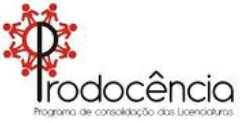 Prodocência
Programa de consolidação das Licenciaturas